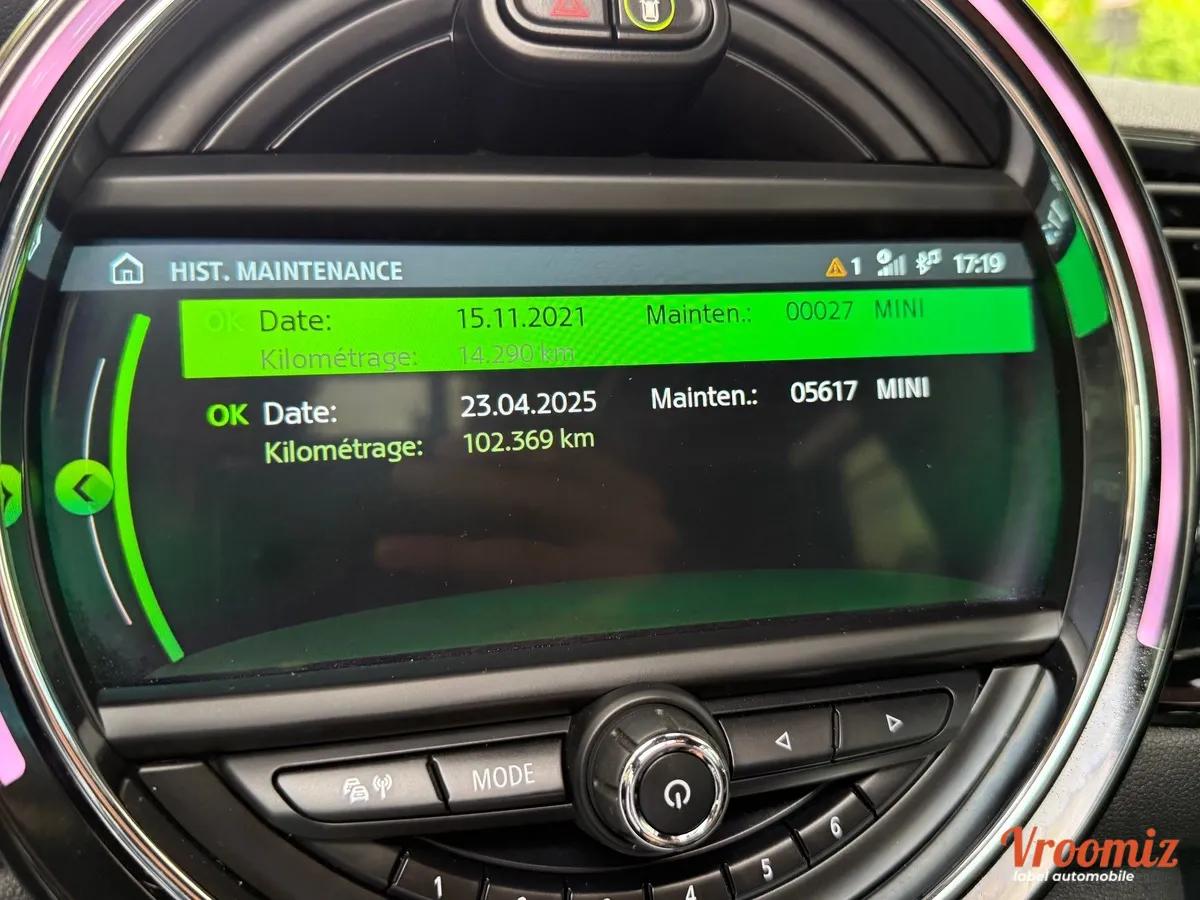 HIST. MAINTENANCE 1 17:19
OK Date: 15.11.2021 Mainten.: 00027 MINI
Kilométrage: 14.290 km
OK Date: 23.04.2025 Mainten.: 05617 MINI
Kilométrage: 102.369 km
MODE
1 4 5 6
Vroomiz
label automobile